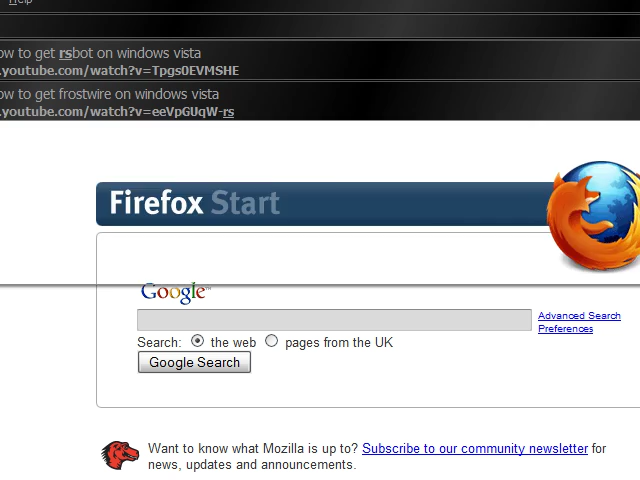 Help
ow to get rsbot on windows vista
.youtube.com/watch?v=Tpgs0EVMSHE
ow to get frostwire on windows vista
.youtube.com/watch?v=eeVpGUqW-rs
Firefox Start
Google™
Advanced Search
Preferences
Search: the web pages from the UK
Google Search
Want to know what Mozilla is up to? Subscribe to our community newsletter for
news, updates and announcements.